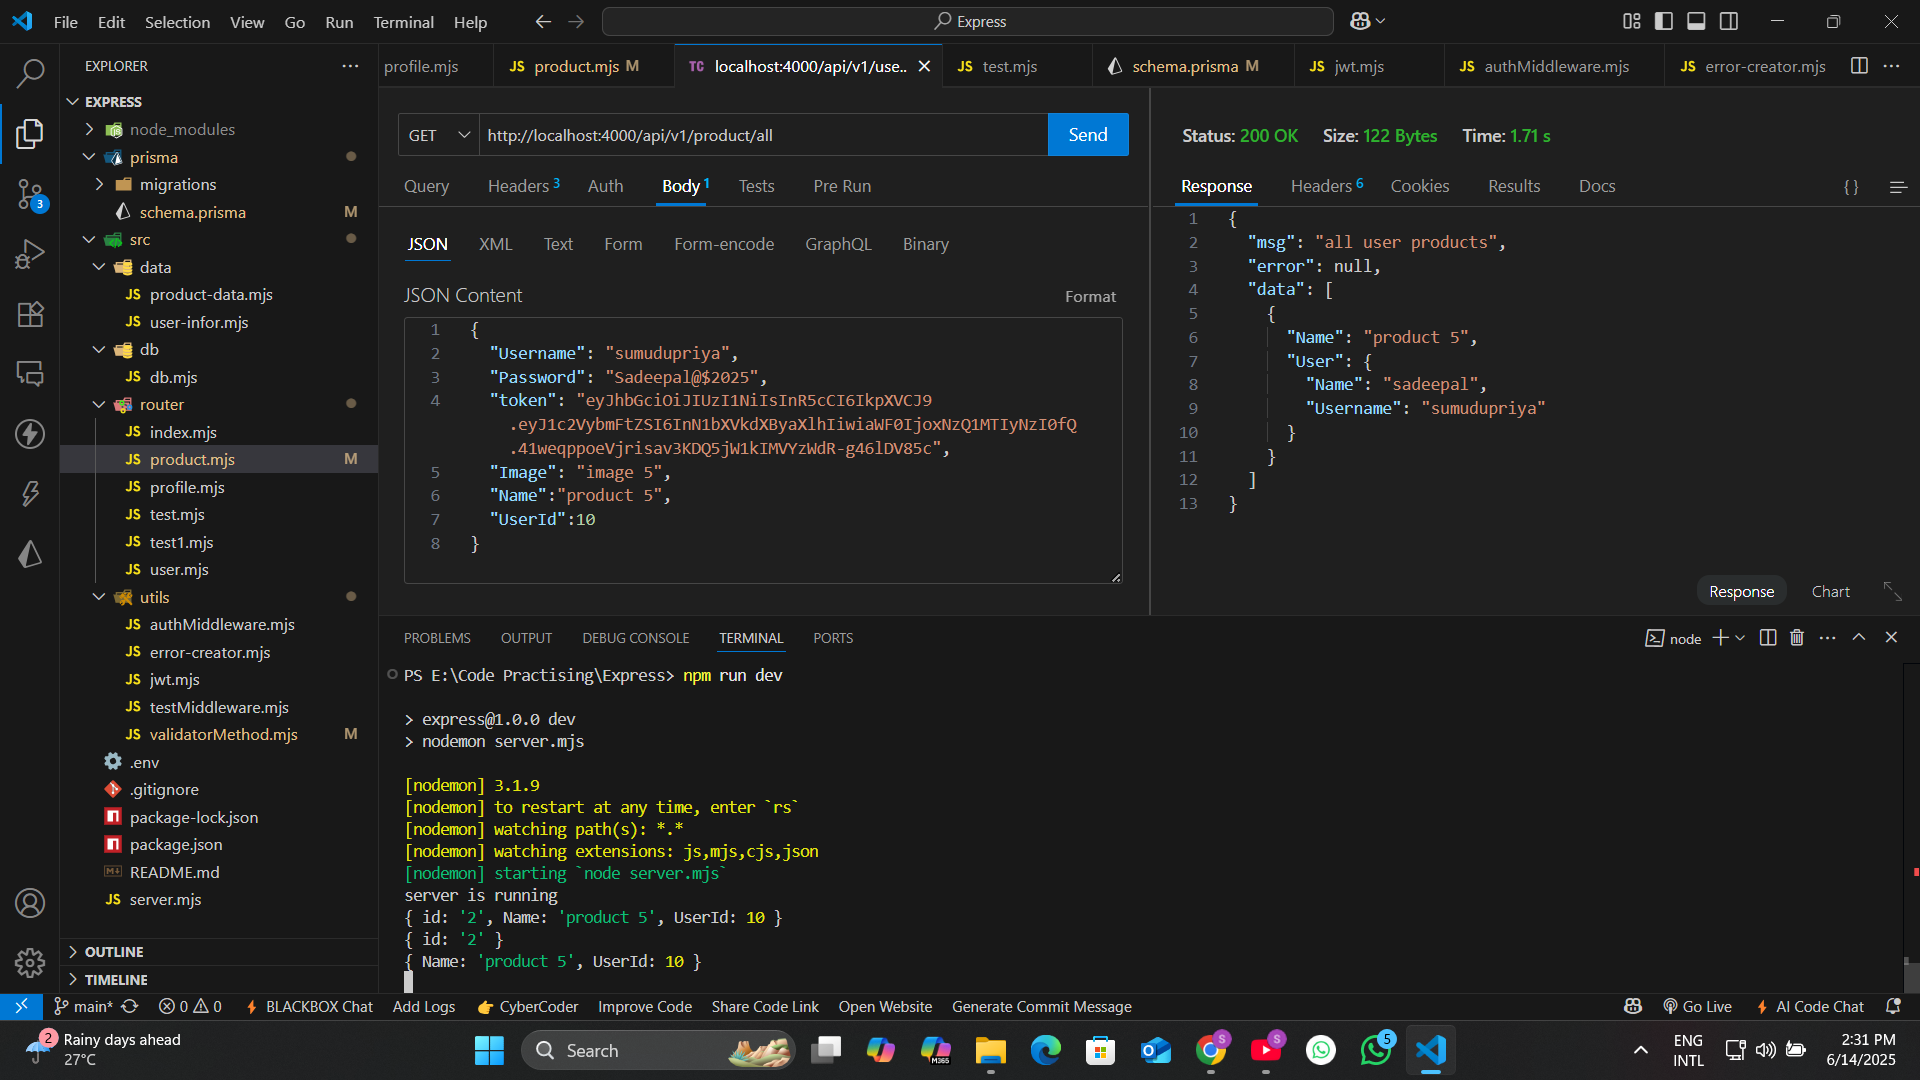 File Edit Selection View Go Run Terminal Help
Express
EXPLORER
EXPRESS
node_modules
prisma
migrations
schema.prisma M
src
data
product-data.mjs
user-infor.mjs
db
db.mjs
router
index.mjs
product.mjs M
profile.mjs
test.mjs
test1.mjs
user.mjs
utils
authMiddleware.mjs
error-creator.mjs
jwt.mjs
testMiddleware.mjs
validatorMethod.mjs M
.env
.gitignore
package-lock.json
package.json
README.md
server.mjs
OUTLINE
TIMELINE
3
profile.mjs JS product.mjs M TC localhost:4000/api/v1/use.. JS test.mjs schema.prisma M JS jwt.mjs JS authMiddleware.mjs JS error-creator.mjs
GET http://localhost:4000/api/v1/product/all Send
Query Headers 3 Auth Body 1 Tests Pre Run
JSON XML Text Form Form-encode GraphQL Binary
JSON Content Format
1 {
2 "Username": "sumudupriya",
3 "Password": "Sadeepal@$2025",
4 "token": "eyJhbGciOiJIUzI1NiIsInR5cCI6IkpXVCJ9
.eyJ1c2VybmFtZSI6InN1bXVkdXByaXlhIiwiaWF0IjoxNzQ1MTIyNzI0fQ
.41weqppoeVjrisav3KDQ5jW1kIMVYzWdR-g46lDV85c",
5 "Image": "image 5",
6 "Name":"product 5",
7 "UserId":10
8 }
Status: 200 OK Size: 122 Bytes Time: 1.71 s
Response Headers 6 Cookies Results Docs { }
1 {
2 "msg": "all user products",
3 "error": null,
4 "data": [
5 {
6 "Name": "product 5",
7 "User": {
8 "Name": "sadeepal",
9 "Username": "sumudupriya"
10 }
11 }
12 ]
13 }
Response Chart
PROBLEMS OUTPUT DEBUG CONSOLE TERMINAL PORTS
node
PS E:\Code Practising\Express> npm run dev
> express@1.0.0 dev
> nodemon server.mjs
[nodemon] 3.1.9
[nodemon] to restart at any time, enter `rs`
[nodemon] watching path(s): *.*
[nodemon] watching extensions: js,mjs,cjs,json
[nodemon] starting `node server.mjs`
server is running
{ id: '2', Name: 'product 5', UserId: 10 }
{ id: '2' }
{ Name: 'product 5', UserId: 10 }
main* 0 0 BLACKBOX Chat Add Logs CyberCoder Improve Code Share Code Link Open Website Generate Commit Message Go Live AI Code Chat
2 Rainy days ahead
27°C
Search
M365
S
S
5
ENG
INTL
2:31 PM
6/14/2025